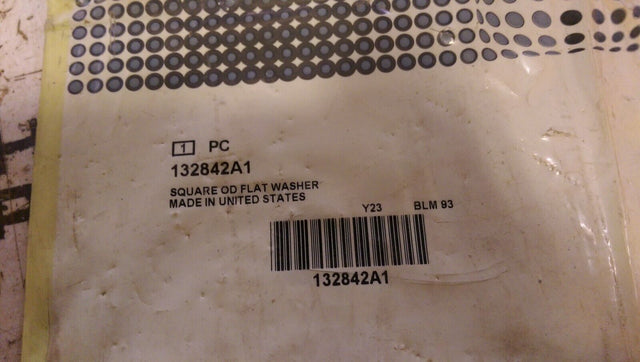 1 PC
132842A1
SQUARE OD FLAT WASHER
MADE IN UNITED STATES
Y23 BLM 93
132842A1